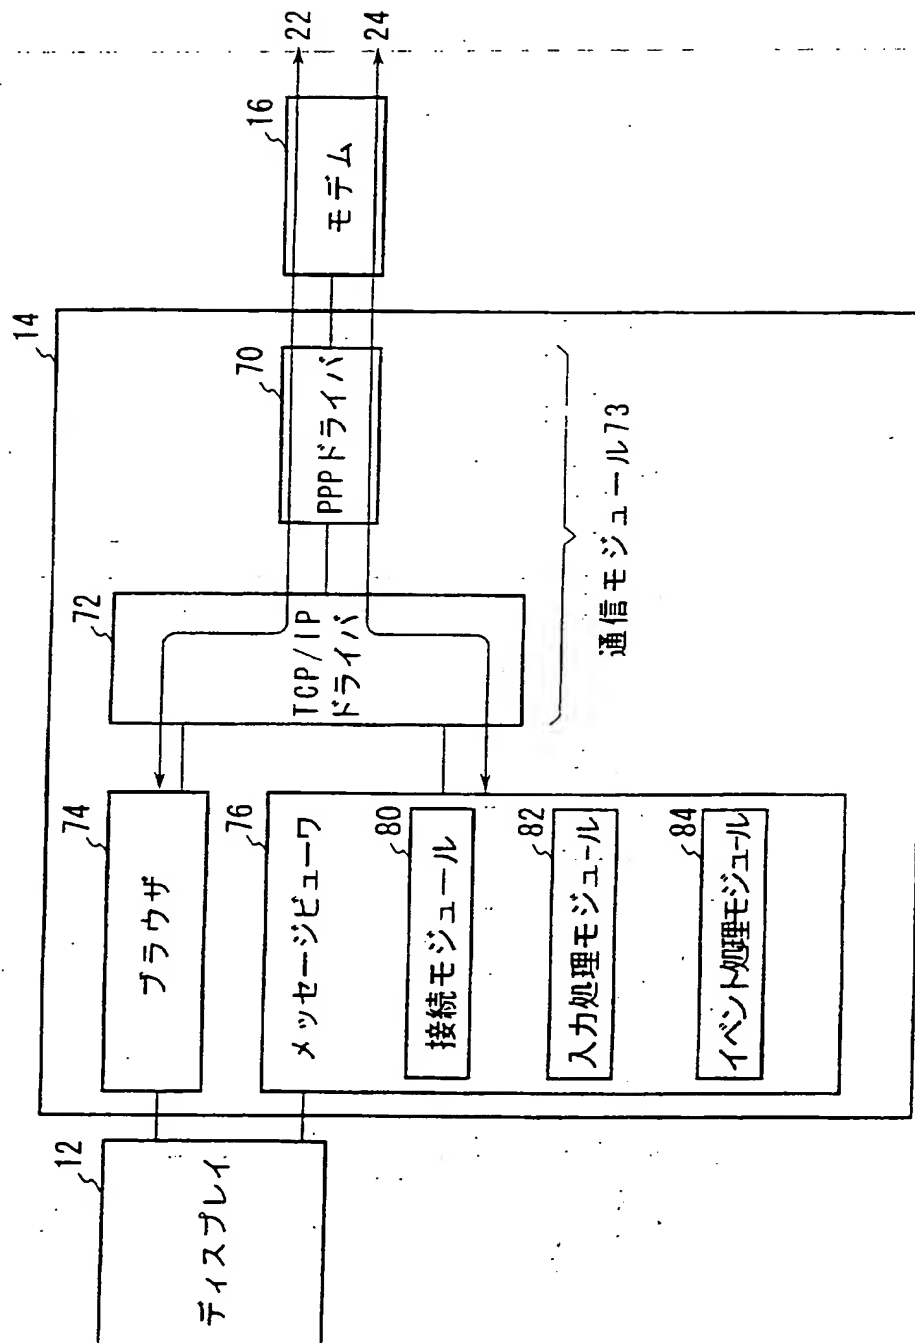 12
ディスプレイ
14
74
ブラウザ
76
メッセージビューワ
80
接続モジュール
82
入力処理モジュール
84
イベント処理モジュール
72
TCP/IP
ドライバ
70
PPPドライバ
通信モジュール73
16
モデム
22
24